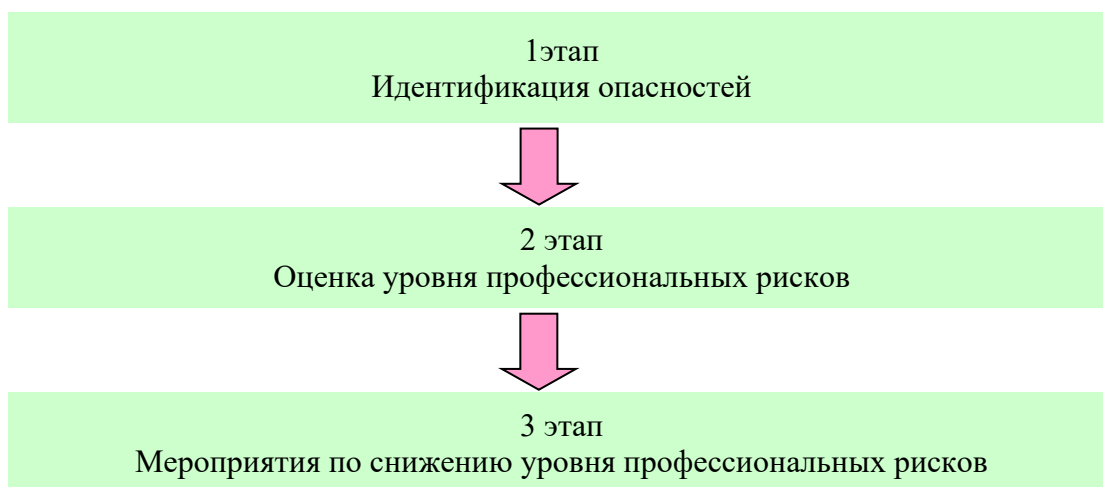 1этап
Идентификация опасностей
2 этап
Оценка уровня профессиональных рисков
3 этап
Мероприятия по снижению уровня профессиональных рисков